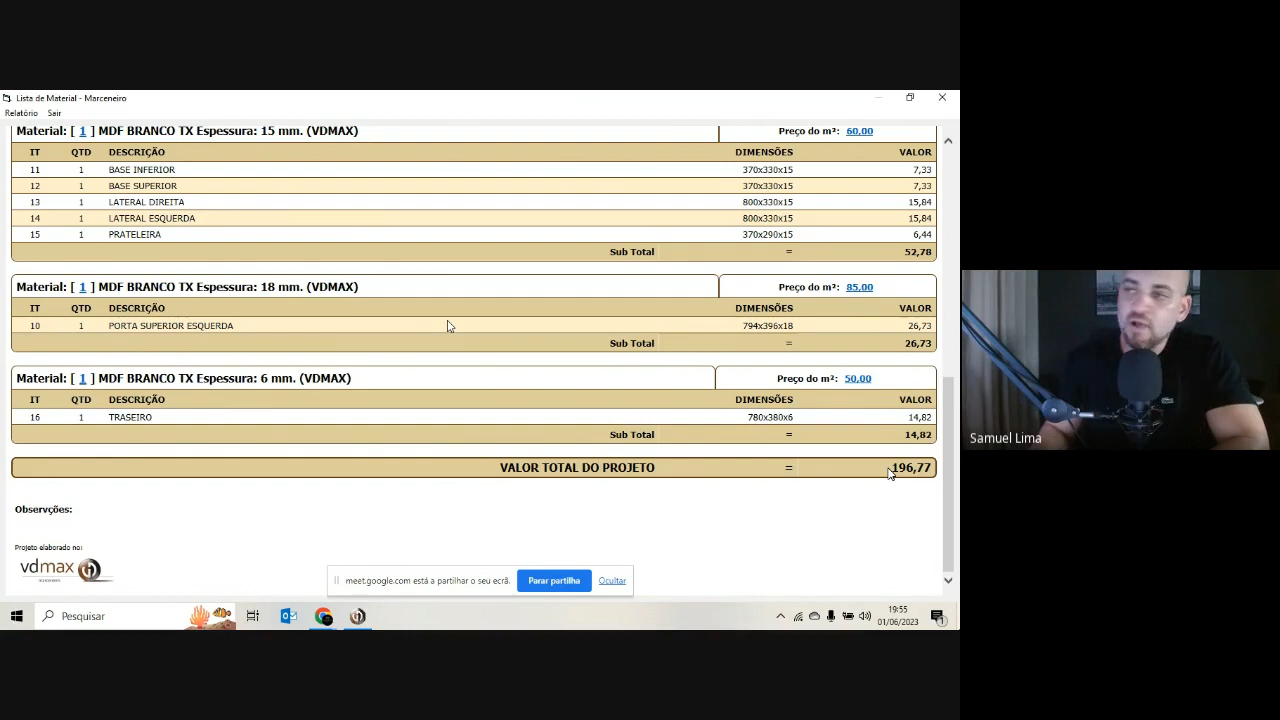 Lista de Material - Marceneiro
Relatório Sair
Material: [ 1 ] MDF BRANCO TX Espessura: 15 mm. (VDMAX) Preço do m²: 60,00
IT QTD DESCRIÇÃO DIMENSÕES VALOR
11 1 BASE INFERIOR 370x330x15 7,33
12 1 BASE SUPERIOR 370x330x15 7,33
13 1 LATERAL DIREITA 800x330x15 15,84
14 1 LATERAL ESQUERDA 800x330x15 15,84
15 1 PRATELEIRA 370x290x15 6,44
Sub Total = 52,78
Material: [ 1 ] MDF BRANCO TX Espessura: 18 mm. (VDMAX) Preço do m²: 85,00
IT QTD DESCRIÇÃO DIMENSÕES VALOR
10 1 PORTA SUPERIOR ESQUERDA 794x396x18 26,73
Sub Total = 26,73
Material: [ 1 ] MDF BRANCO TX Espessura: 6 mm. (VDMAX) Preço do m²: 50,00
IT QTD DESCRIÇÃO DIMENSÕES VALOR
16 1 TRASEIRO 780x380x6 14,82
Sub Total = 14,82
VALOR TOTAL DO PROJETO = 196,77
Observções:
Projeto elaborado no:
vdmax
meet.google.com está a partilhar o seu ecrã. Parar partilha Ocultar
Pesquisar
19:55
01/06/2023
1
Samuel Lima